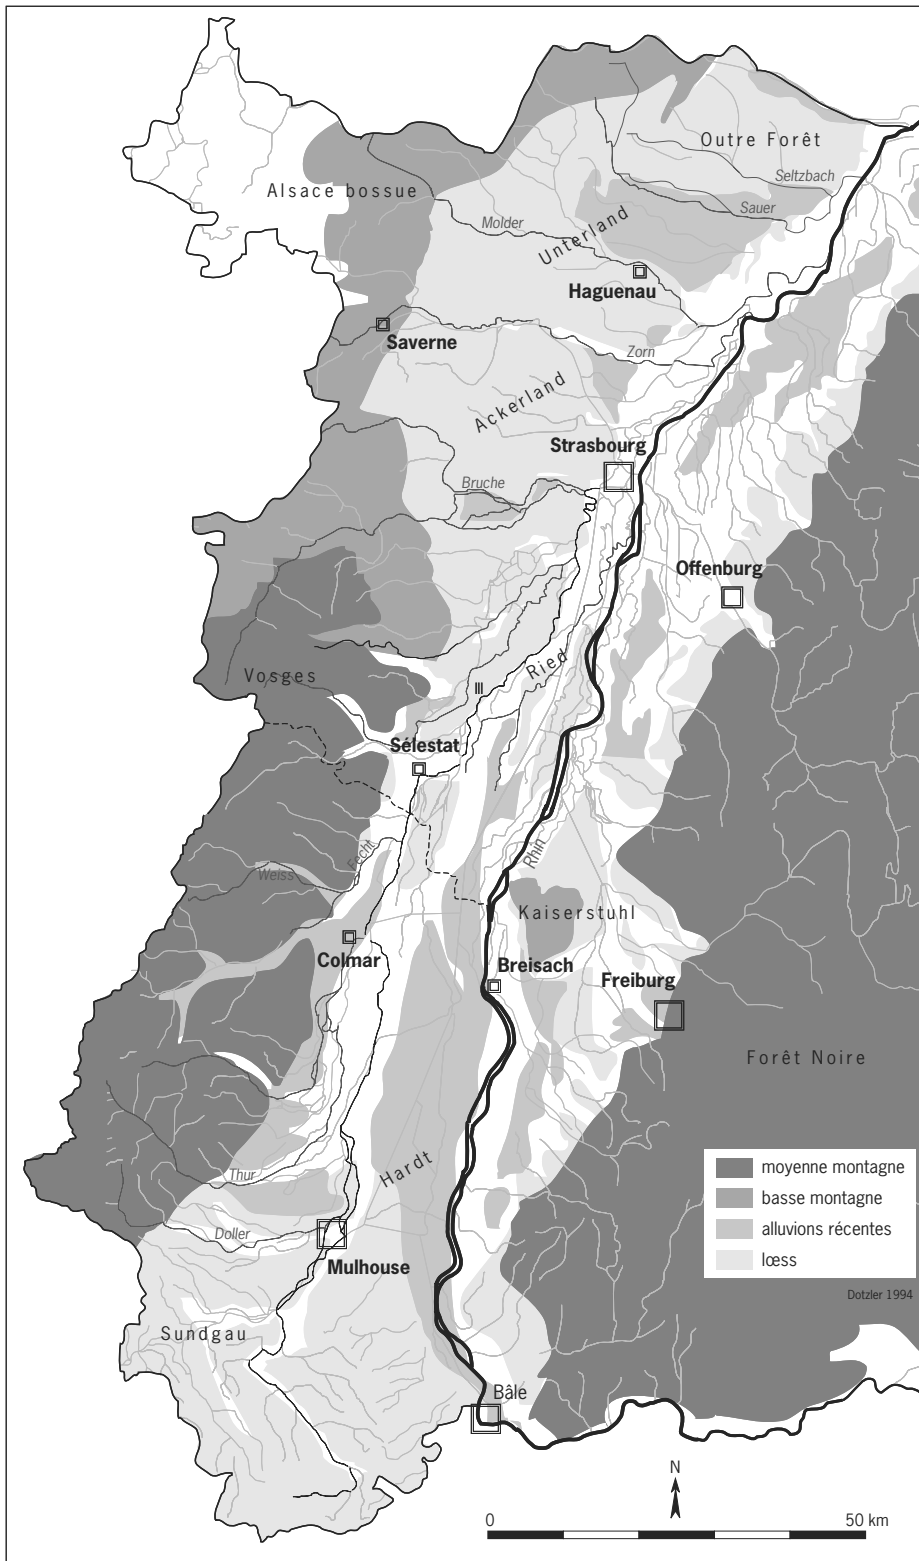 Outre Forêt
Seltzbach
Alsace bossue
Sauer
Molder
Unterland
Haguenau
Saverne
Zorn
Ackerland
Strasbourg
Bruche
Offenburg
Ried
Vosges
Ill
Sélestat
Rhin
Fecht
Weiss
Kaiserstuhl
Colmar
Breisach
Freiburg
Forêt Noire
Hardt
moyenne montagne
Thur
basse montagne
alluvions récentes
Doller
lœss
Mulhouse
Dotzler 1994
Sundgau
Bâle
N
0
50 km